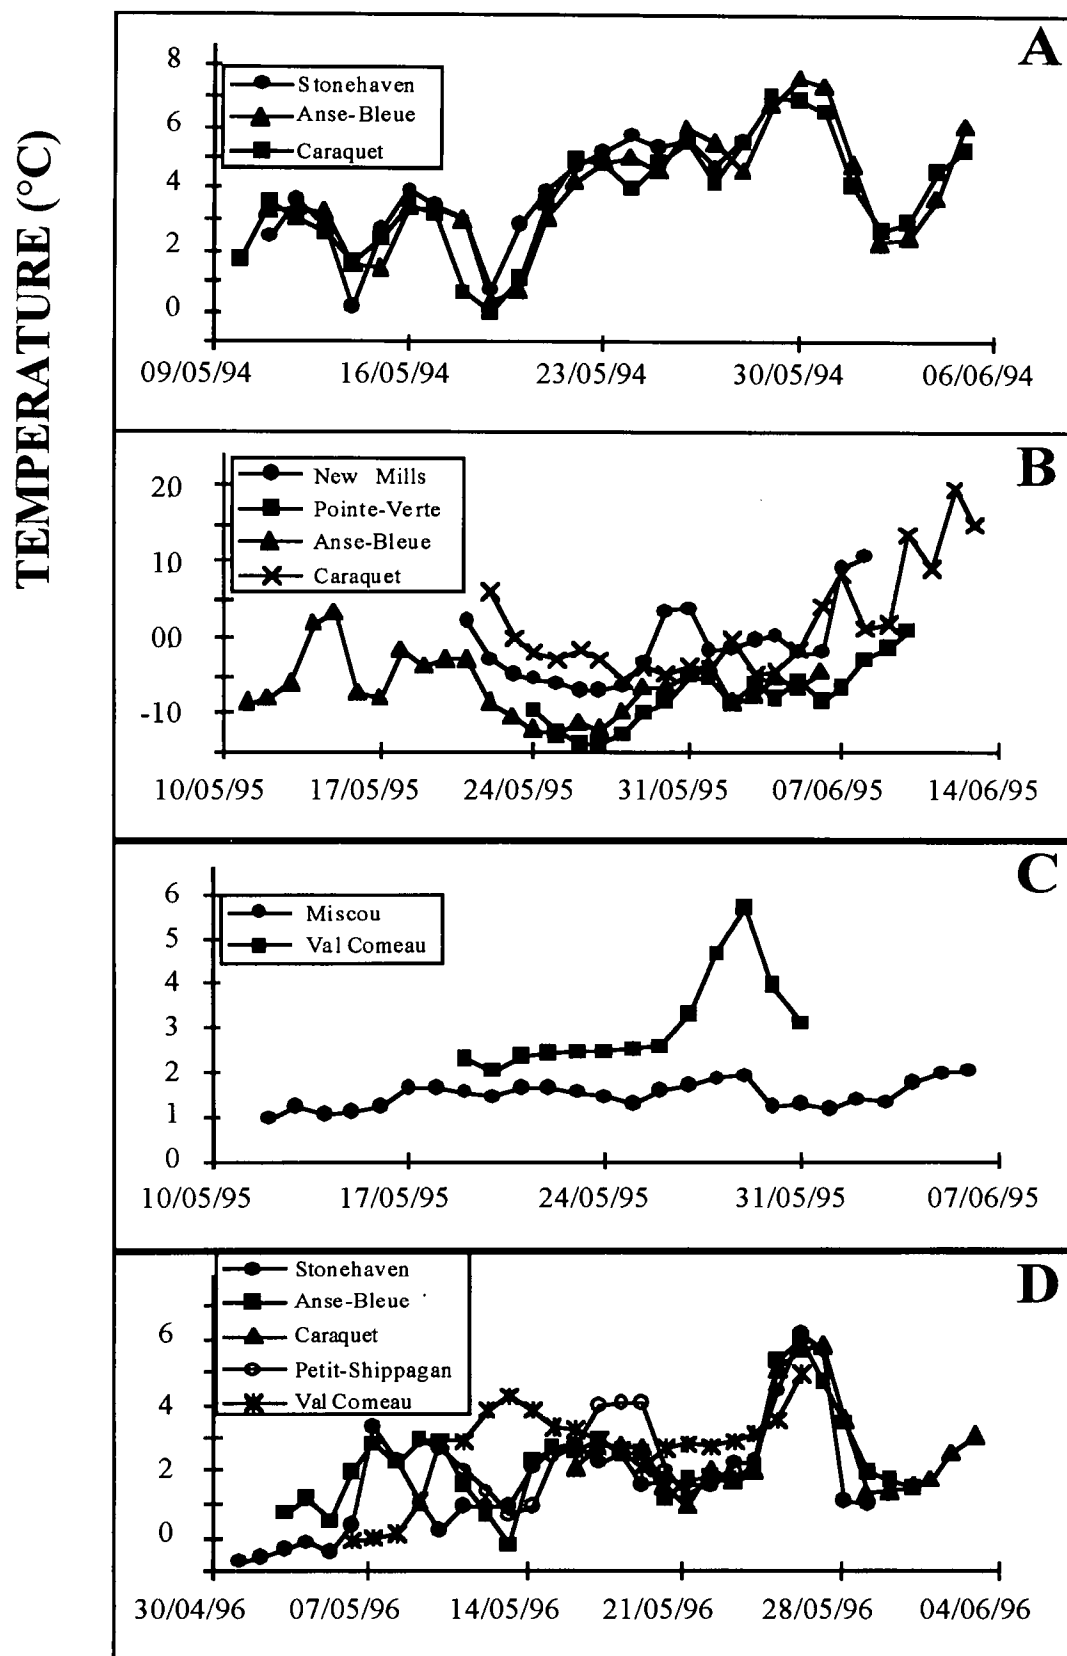 TEMPERATURE (°C)
A
8
6
4
2
0
Stonehaven
Anse-Bleue
Caraquet
09/05/94 16/05/94 23/05/94 30/05/94 06/06/94
B
20
10
00
-10
New Mills
Pointe-Verte
Anse-Bleue
Caraquet
10/05/95 17/05/95 24/05/95 31/05/95 07/06/95 14/06/95
C
6
5
4
3
2
1
0
Miscou
Val Comeau
10/05/95 17/05/95 24/05/95 31/05/95 07/06/95
D
6
4
2
0
Stonehaven
Anse-Bleue
Caraquet
Petit-Shippagan
Val Comeau
30/04/96 07/05/96 14/05/96 21/05/96 28/05/96 04/06/96